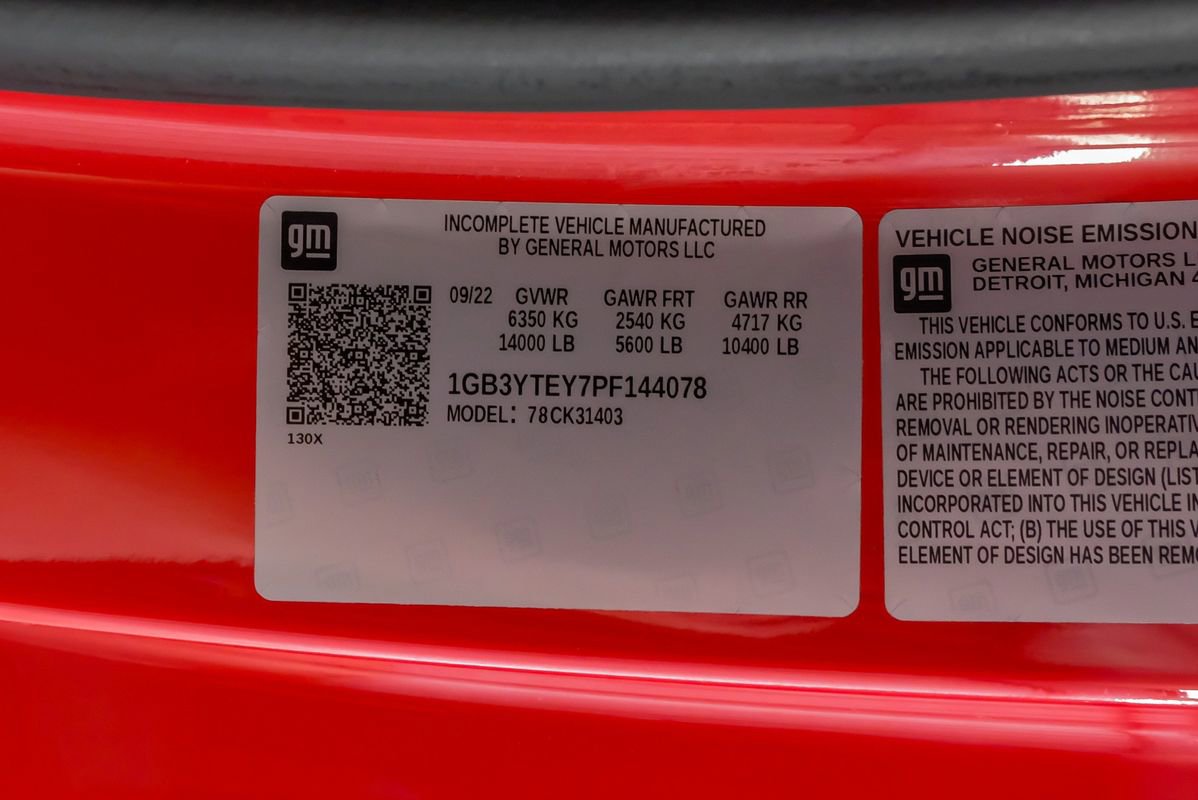 gm
INCOMPLETE VEHICLE MANUFACTURED
BY GENERAL MOTORS LLC
09/22 GVWR GAWR FRT GAWR RR
6350 KG 2540 KG 4717 KG
14000 LB 5600 LB 10400 LB
1GB3YTEY7PF144078
MODEL: 78CK31403
130X
VEHICLE NOISE EMISSION
gm
GENERAL MOTORS L
DETROIT, MICHIGAN 4
THIS VEHICLE CONFORMS TO U.S. E
EMISSION APPLICABLE TO MEDIUM AN
THE FOLLOWING ACTS OR THE CAU
ARE PROHIBITED BY THE NOISE CONT
REMOVAL OR RENDERING INOPERATIV
OF MAINTENANCE, REPAIR, OR REPLA
DEVICE OR ELEMENT OF DESIGN (LIST
INCORPORATED INTO THIS VEHICLE IN
CONTROL ACT; (B) THE USE OF THIS V
ELEMENT OF DESIGN HAS BEEN REMO